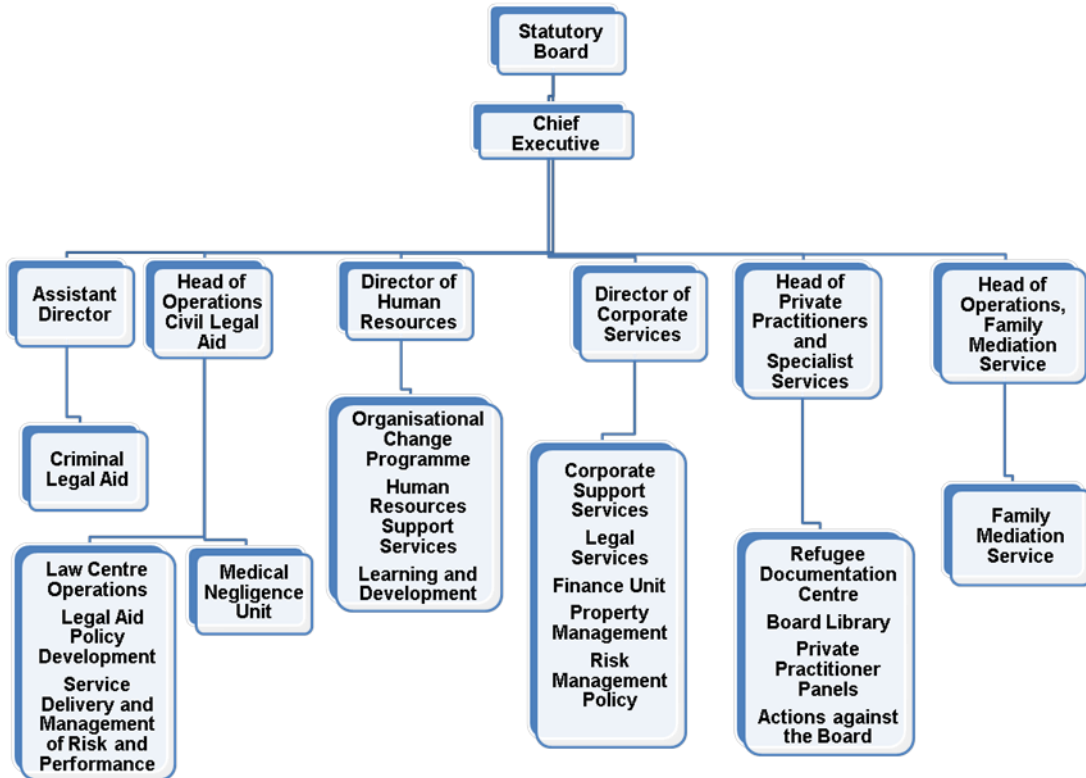 Statutory
Board
Chief
Executive
Assistant
Director
Head of
Operations
Civil Legal
Aid
Director of
Human
Resources
Director of
Corporate
Services
Head of
Private
Practitioners
and
Specialist
Services
Head of
Operations,
Family
Mediation
Service
Criminal
Legal Aid
Law Centre
Operations
Legal Aid
Policy
Development
Service
Delivery and
Management
of Risk and
Performance
Medical
Negligence
Unit
Organisational
Change
Programme
Human
Resources
Support
Services
Learning and
Development
Corporate
Support
Services
Legal
Services
Finance Unit
Property
Management
Risk
Management
Policy
Refugee
Documentation
Centre
Board Library
Private
Practitioner
Panels
Actions against
the Board
Family
Mediation
Service